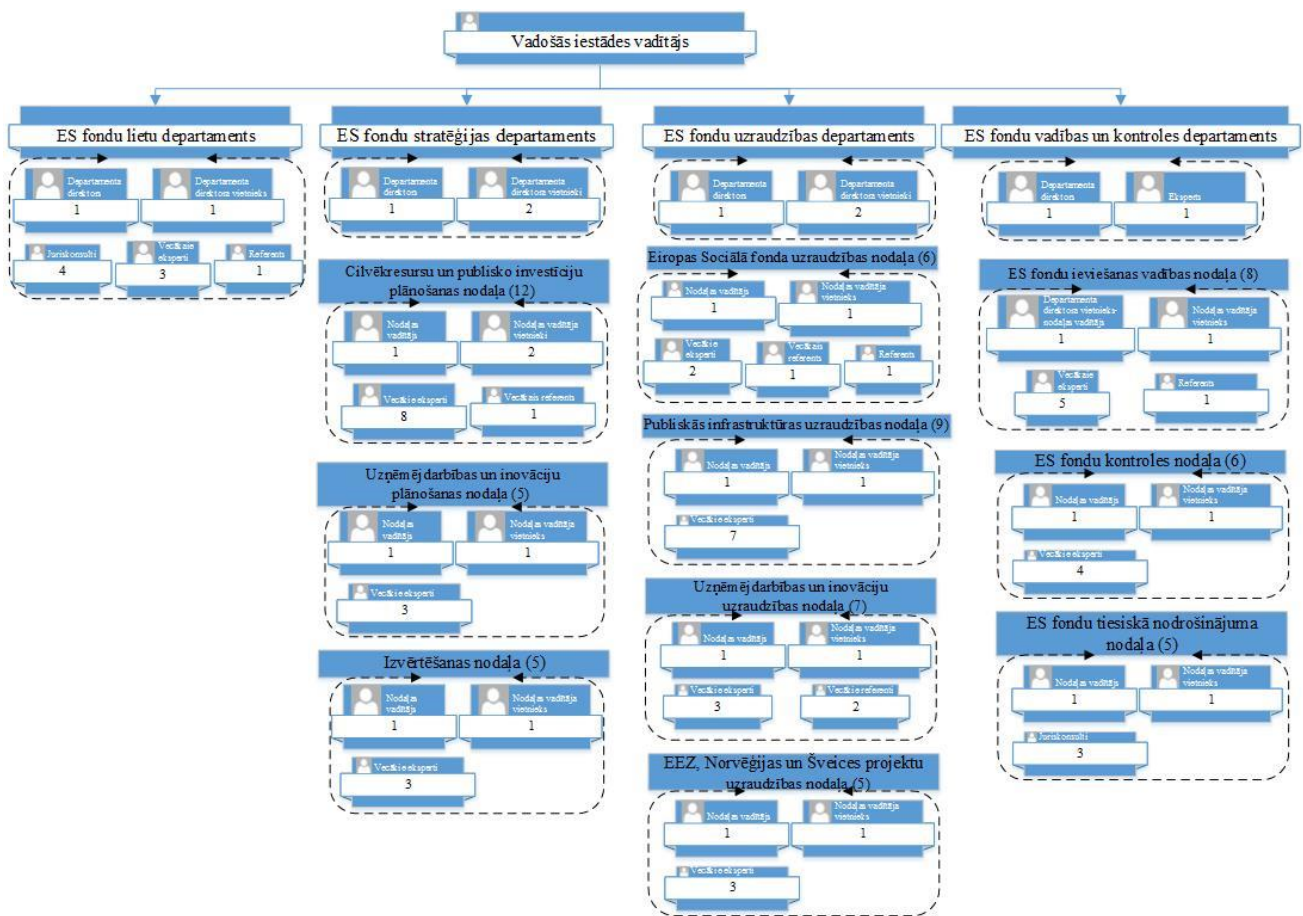 Vadošās iestādes vadītājs
ES fondu lietu departaments
Departamenta
direktors
1
Departamenta
direktora vietnieks
1
Juriskonsulti
4
Vecākie
eksperti
3
Referents
1
ES fondu stratēģijas departaments
Departamenta
direktors
1
Departamenta
direktora vietnieki
2
Cilvēkresursu un publisko investīciju
plānošanas nodaļa (12)
Nodaļas
vadītājs
1
Nodaļas vadītāja
vietnieki
2
Vecākie eksperti
8
Vecākais referents
1
Uzņēmējdarbības un inovāciju
plānošanas nodaļa (5)
Nodaļas
vadītājs
1
Nodaļas vadītāja
vietnieks
1
Vecākie eksperti
3
Izvērtēšanas nodaļa (5)
Nodaļas
vadītājs
1
Nodaļas vadītāja
vietnieks
1
Vecākie eksperti
3
ES fondu uzraudzības departaments
Departamenta
direktors
1
Departamenta
direktora vietnieki
2
Eiropas Sociālā fonda uzraudzības nodaļa (6)
Nodaļas vadītājs
1
Nodaļas vadītāja
vietnieks
1
Vecākie
eksperti
2
Vecākais
referents
1
Referents
1
Publiskās infrastruktūras uzraudzības nodaļa (9)
Nodaļas vadītājs
1
Nodaļas vadītāja
vietnieks
1
Vecākie eksperti
7
Uzņēmējdarbības un inovāciju
uzraudzības nodaļa (7)
Nodaļas vadītājs
1
Nodaļas vadītāja
vietnieks
1
Vecākie eksperti
3
Vecākie referenti
2
EEZ, Norvēģijas un Šveices projektu
uzraudzības nodaļa (5)
Nodaļas vadītājs
1
Nodaļas vadītāja
vietnieks
1
Vecākie eksperti
3
ES fondu vadības un kontroles departaments
Departamenta
direktors
1
Eksperts
1
ES fondu ieviešanas vadības nodaļa (8)
Departamenta
direktora vietnieks-
nodaļas vadītājs
1
Nodaļas vadītāja
vietnieks
1
Vecākie
eksperti
5
Referents
1
ES fondu kontroles nodaļa (6)
Nodaļas vadītājs
1
Nodaļas vadītāja
vietnieks
1
Vecākie eksperti
4
ES fondu tiesiskā nodrošinājuma
nodaļa (5)
Nodaļas vadītājs
1
Nodaļas vadītāja
vietnieks
1
Juriskonsulti
3